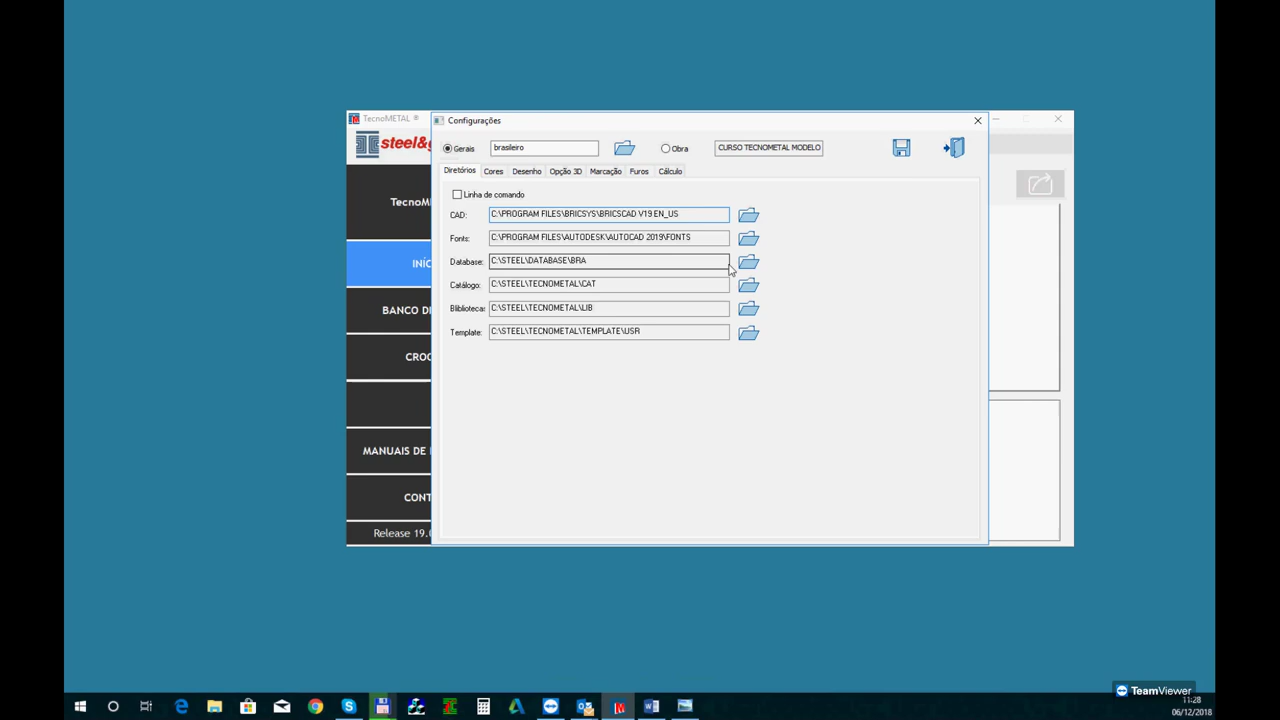 TecnoMETAL ®
Configurações
steel&g
Gerais
brasileiro
Obra
CURSO TECNOMETAL MODELO
Diretórios Cores Desenho Opção 3D Marcação Furos Cálculo
Linha de comando
CAD: C:\PROGRAM FILES\BRICSYS\BRICSCAD V19 EN_US
Fonts: C:\PROGRAM FILES\AUTODESK\AUTOCAD 2019\FONTS
Database: C:\STEEL\DATABASE\BRA
Catálogo: C:\STEEL\TECNOMETAL\CAT
Bliblioteca: C:\STEEL\TECNOMETAL\LIB
Template: C:\STEEL\TECNOMETAL\TEMPLATE\USR
TecnoM
INÍC
BANCO DE
CROC
MANUAIS DE
CONT
Release 19.
TeamViewer
11:28
06/12/2018